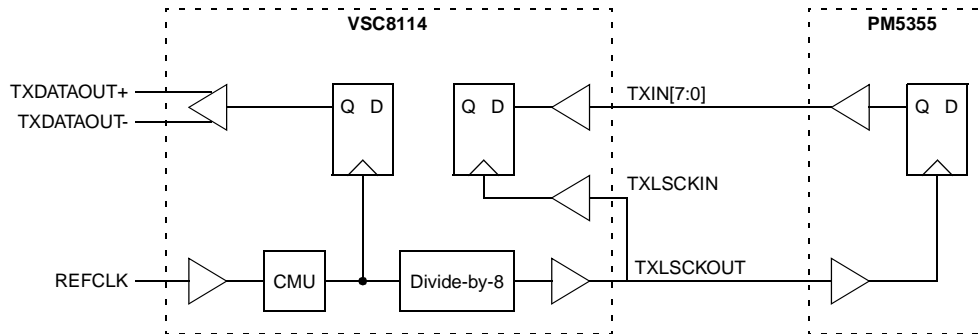 VSC8114
PM5355
TXDATAOUT+
TXDATAOUT-
Q D
Q D
TXIN[7:0]
Q D
TXLSCKIN
REFCLK
CMU
Divide-by-8
TXLSCKOUT